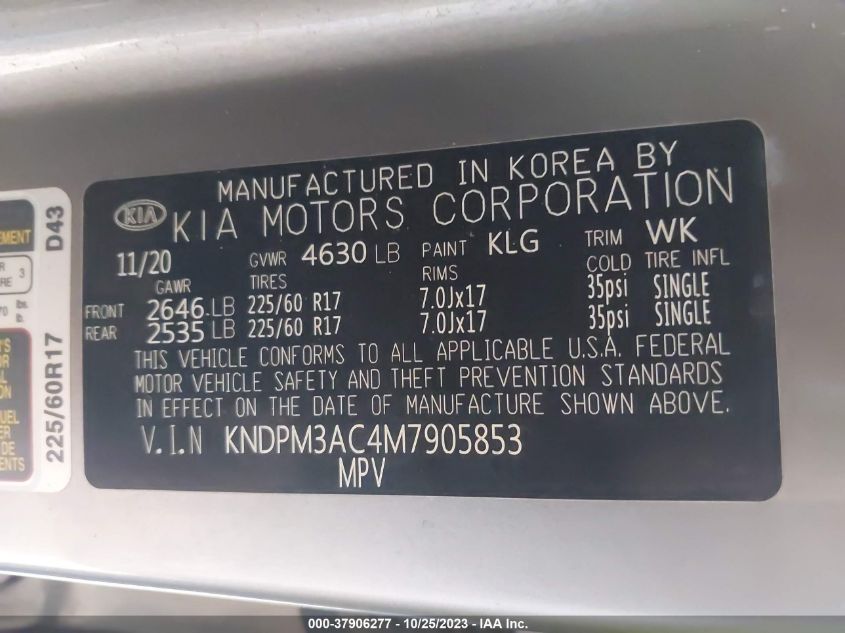 MANUFACTURED IN KOREA BY
KIA KIA MOTORS CORPORATION
11/20 GVWR 4630 LB PAINT KLG TRIM WK
GAWR TIRES RIMS COLD TIRE INFL
FRONT 2646 LB 225/60 R17 7.0Jx17 35psi SINGLE
REAR 2535 LB 225/60 R17 7.0Jx17 35psi SINGLE
THIS VEHICLE CONFORMS TO ALL APPLICABLE U.S.A. FEDERAL
MOTOR VEHICLE SAFETY AND THEFT PREVENTION STANDARDS
IN EFFECT ON THE DATE OF MANUFACTURE SHOWN ABOVE.
V.I.N KNDPM3AC4M7905853
MPV
225/60R17 D43
3
lbs.
lb.
DE
000-37906277 - 10/25/2023 - IAA Inc.